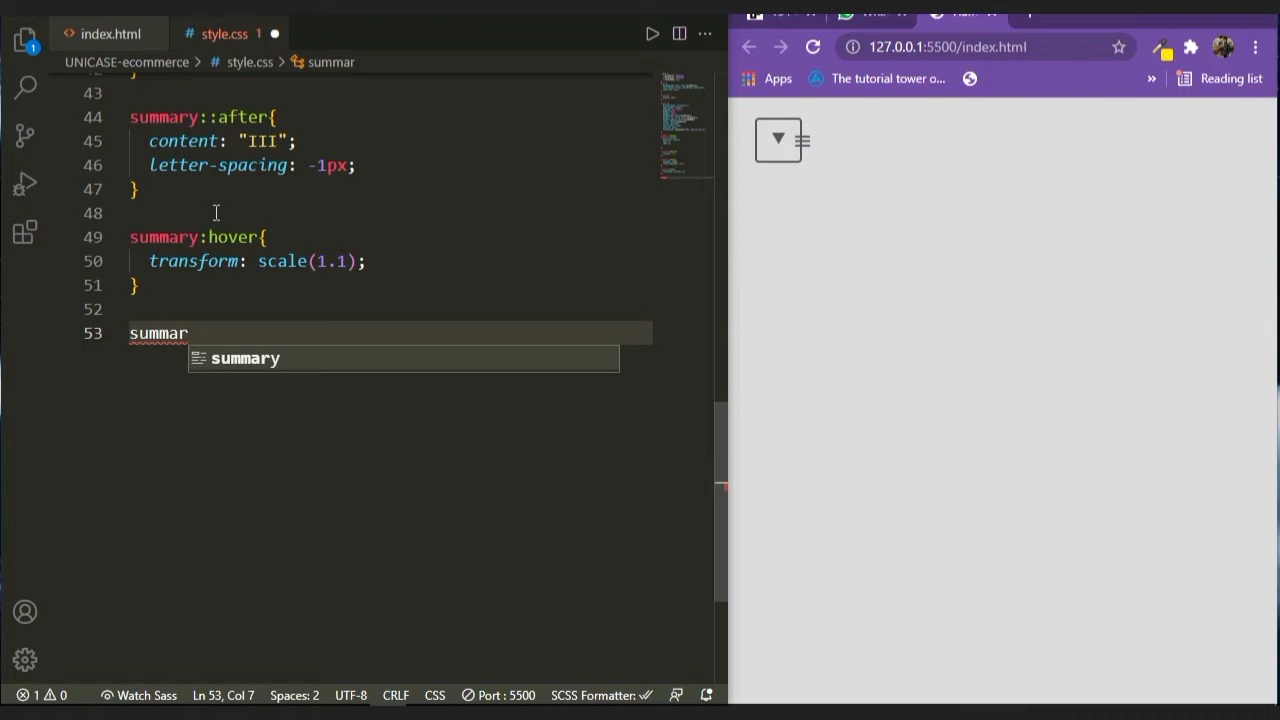 index.html
style.css 1
UNICASE-ecommerce > style.css > summar
43
44 summary::after{
45 content: "III";
46 letter-spacing: -1px;
47 }
48
49 summary:hover{
50 transform: scale(1.1);
51 }
52
53 summar
summary
1 0 Watch Sass Ln 53, Col 7 Spaces: 2 UTF-8 CRLF CSS Port : 5500 SCSS Formatter:
127.0.0.1:5500/index.html
Apps The tutorial tower o... » Reading list
1